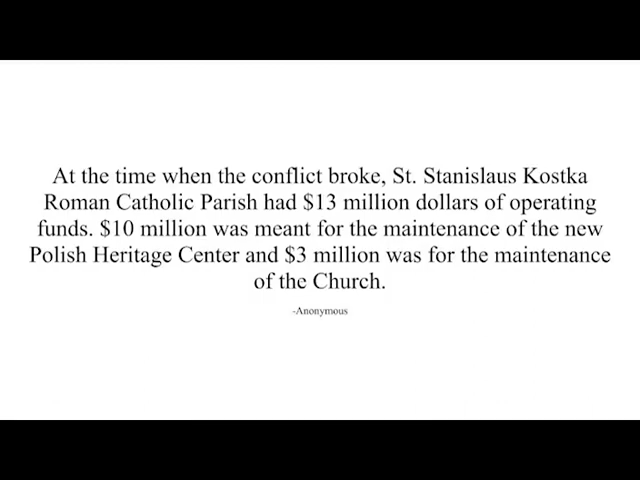 At the time when the conflict broke, St. Stanislaus Kostka
Roman Catholic Parish had $13 million dollars of operating
funds. $10 million was meant for the maintenance of the new
Polish Heritage Center and $3 million was for the maintenance
of the Church.
-Anonymous